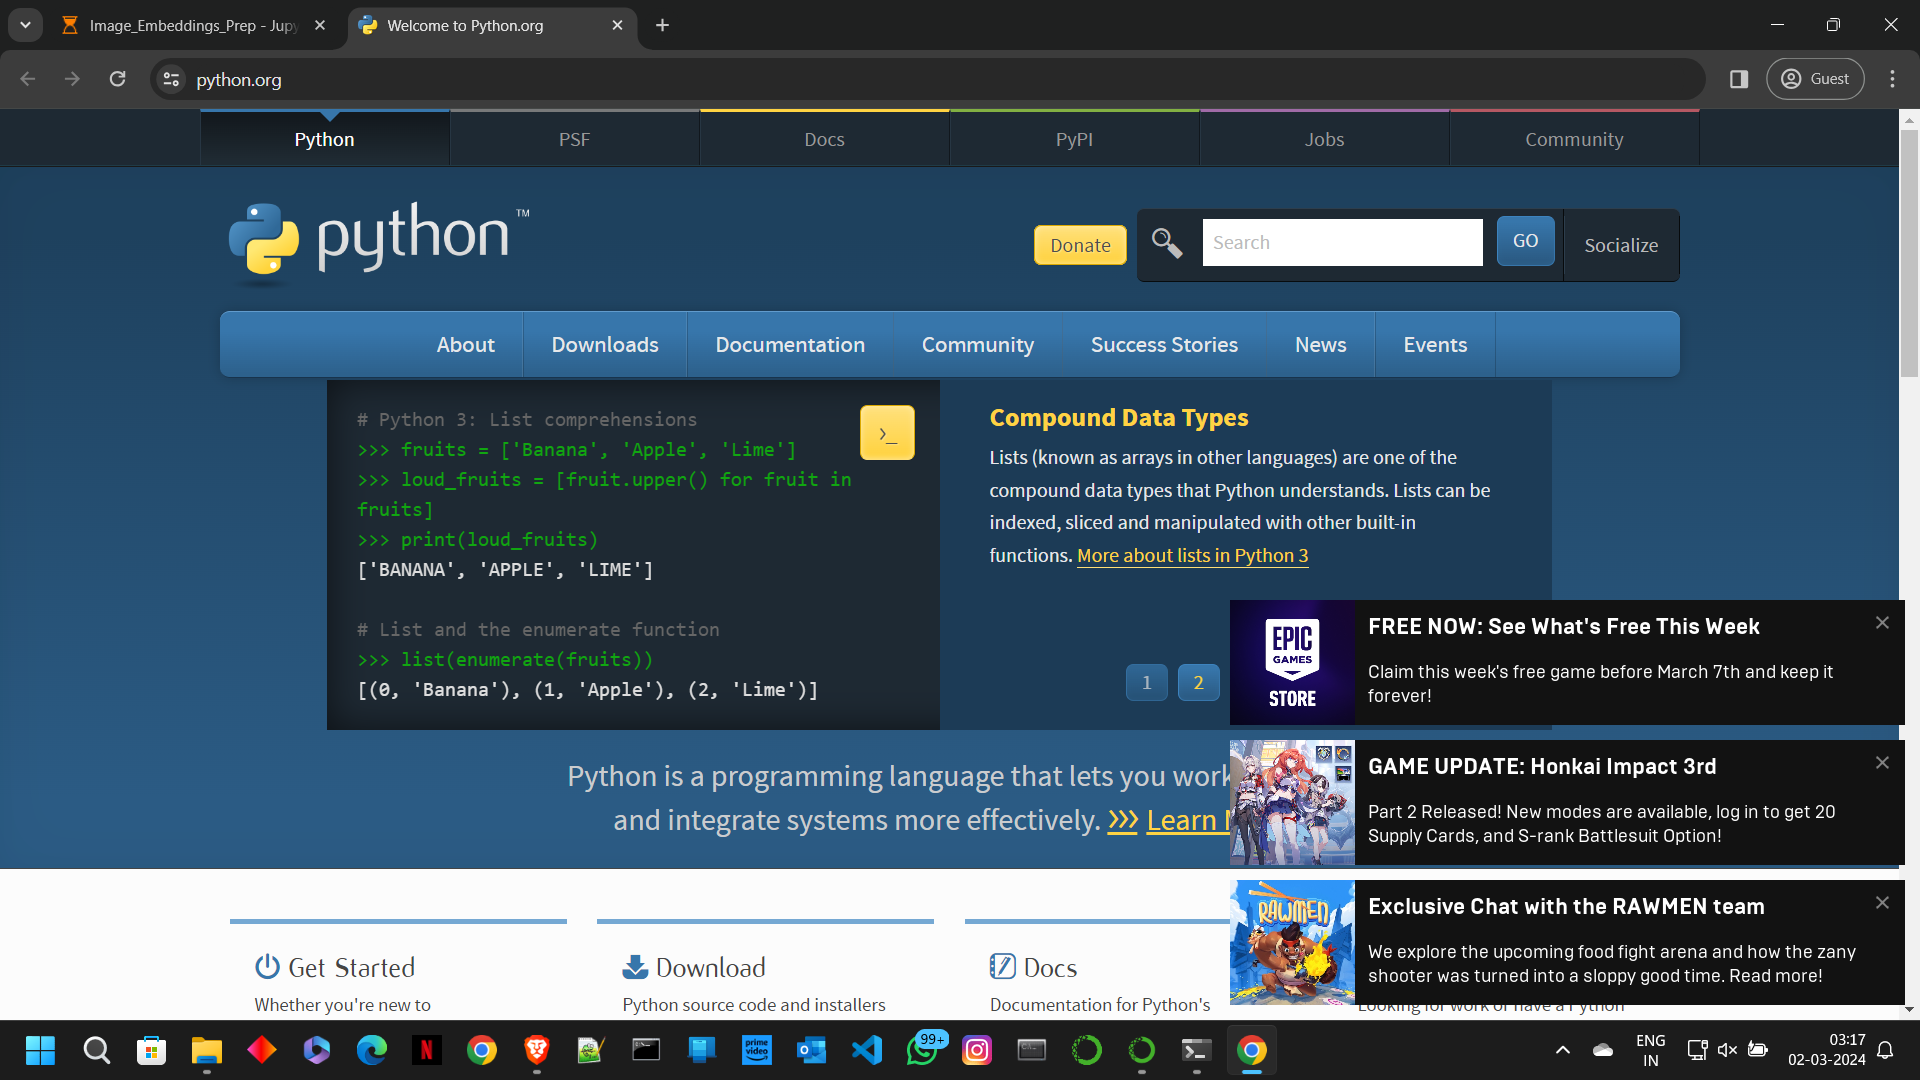 Image_Embeddings_Prep - Jupy
Welcome to Python.org
python.org
Guest
Python
PSF
Docs
PyPI
Jobs
Community
python™
Donate
Search
GO
Socialize
About
Downloads
Documentation
Community
Success Stories
News
Events
# Python 3: List comprehensions
>>> fruits = ['Banana', 'Apple', 'Lime']
>>> loud_fruits = [fruit.upper() for fruit in
fruits]
>>> print(loud_fruits)
['BANANA', 'APPLE', 'LIME']
# List and the enumerate function
>>> list(enumerate(fruits))
[(0, 'Banana'), (1, 'Apple'), (2, 'Lime')]
>_
Compound Data Types
Lists (known as arrays in other languages) are one of the
compound data types that Python understands. Lists can be
indexed, sliced and manipulated with other built-in
functions. More about lists in Python 3
1
2
Python is a programming language that lets you work
and integrate systems more effectively. >>> Learn
EPIC
GAMES
STORE
FREE NOW: See What's Free This Week
Claim this week's free game before March 7th and keep it
forever!
GAME UPDATE: Honkai Impact 3rd
Part 2 Released! New modes are available, log in to get 20
Supply Cards, and S-rank Battlesuit Option!
RAWMEN
Exclusive Chat with the RAWMEN team
We explore the upcoming food fight arena and how the zany
shooter was turned into a sloppy good time. Read more!
Get Started
Whether you're new to
Download
Python source code and installers
Docs
Documentation for Python's
Looking for work or have a Python
N
prime
video
99+
ENG
IN
03:17
02-03-2024